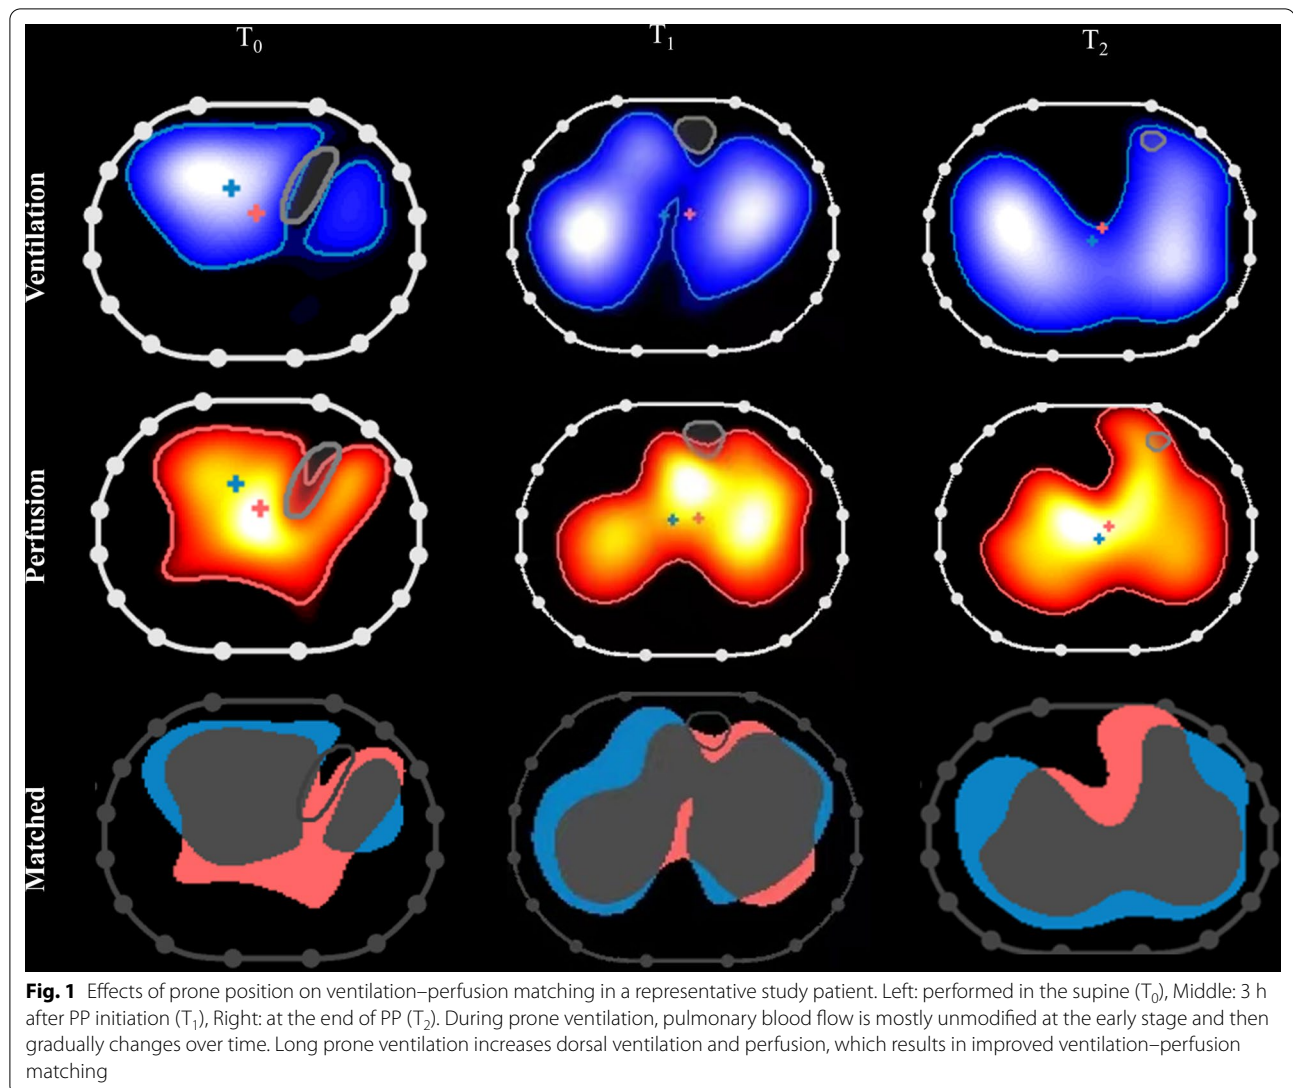 T₀ T₁ T₂
Ventilation
Perfusion
Matched
Fig. 1 Effects of prone position on ventilation–perfusion matching in a representative study patient. Left: performed in the supine (T₀), Middle: 3 h
after PP initiation (T₁), Right: at the end of PP (T₂). During prone ventilation, pulmonary blood flow is mostly unmodified at the early stage and then
gradually changes over time. Long prone ventilation increases dorsal ventilation and perfusion, which results in improved ventilation–perfusion
matching